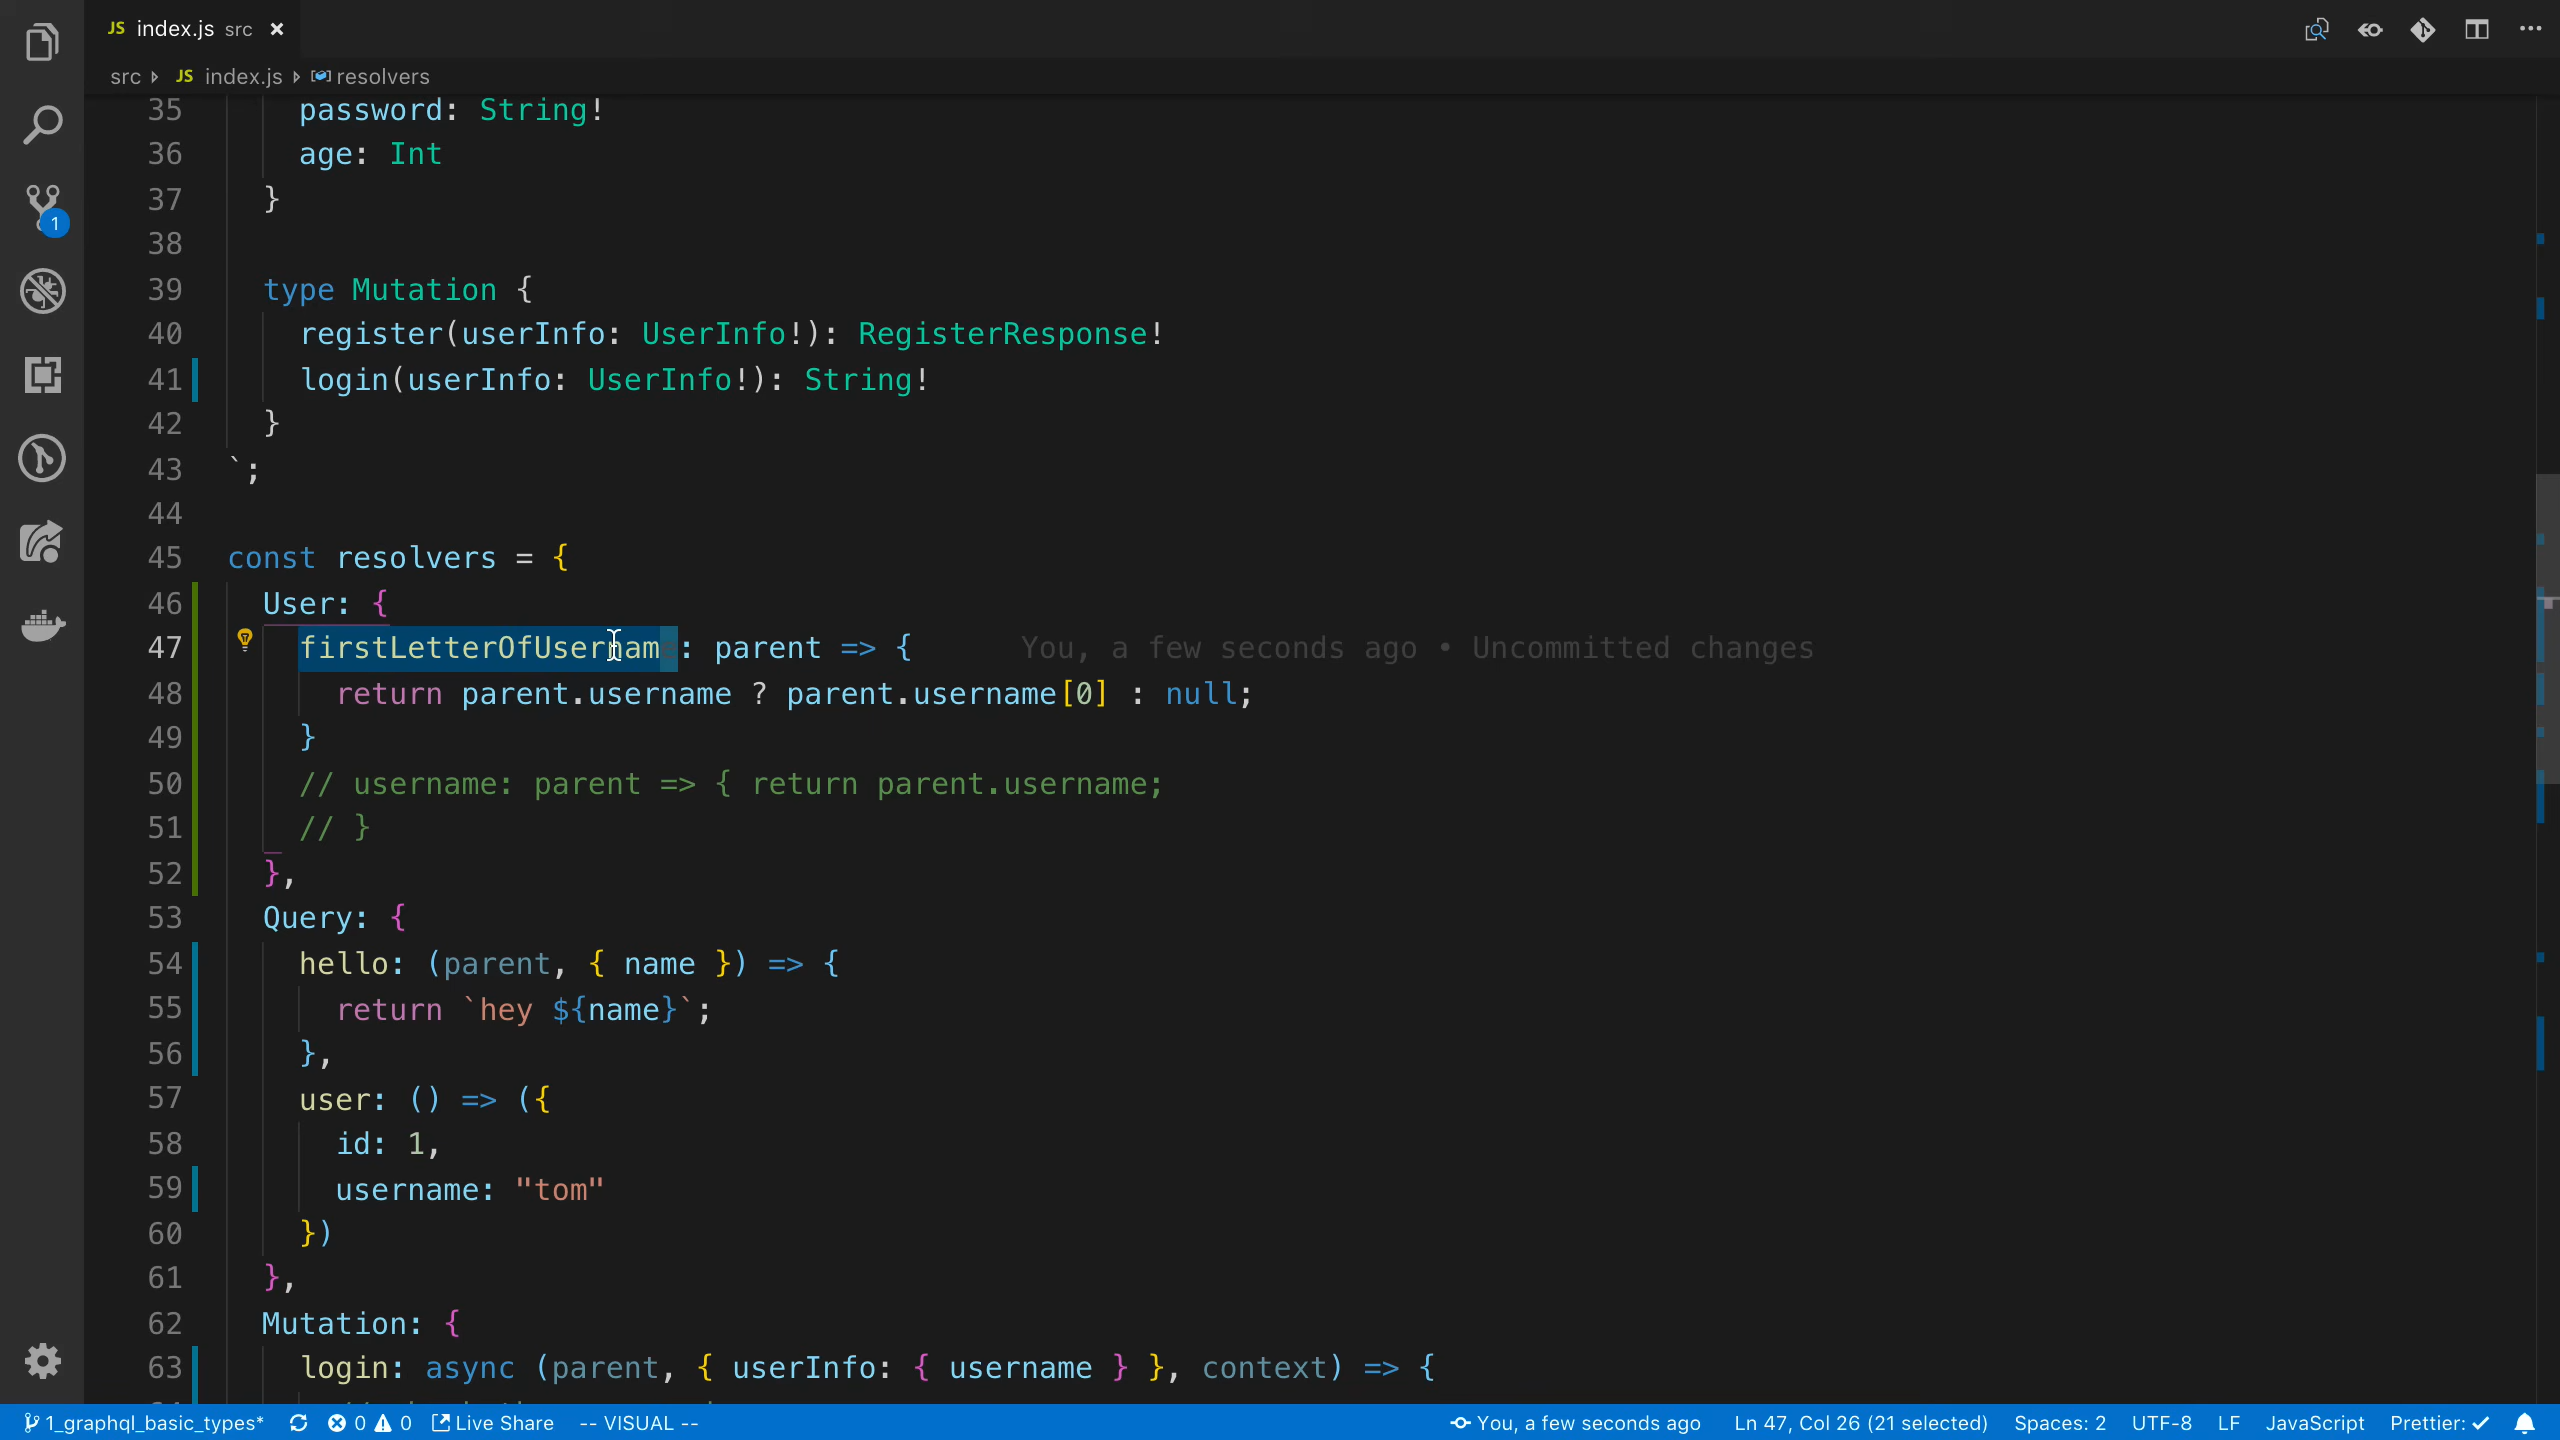 JS index.js src ×
src JS index.js resolvers
35 password: String!
36 age: Int
37 }
38
39 type Mutation {
40 register(userInfo: UserInfo!): RegisterResponse!
41 login(userInfo: UserInfo!): String!
42 }
43 `;
44
45 const resolvers = {
46 User: {
47 firstLetterOfUsername: parent => { You, a few seconds ago • Uncommitted changes
48 return parent.username ? parent.username[0] : null;
49 }
50 // username: parent => { return parent.username;
51 // }
52 },
53 Query: {
54 hello: (parent, { name }) => {
55 return `hey ${name}`;
56 },
57 user: () => ({
58 id: 1,
59 username: "tom"
60 })
61 },
62 Mutation: {
63 login: async (parent, { userInfo: { username } }, context) => {
1
1_graphql_basic_types* 0 0 Live Share -- VISUAL -- You, a few seconds ago Ln 47, Col 26 (21 selected) Spaces: 2 UTF-8 LF JavaScript Prettier: ✓